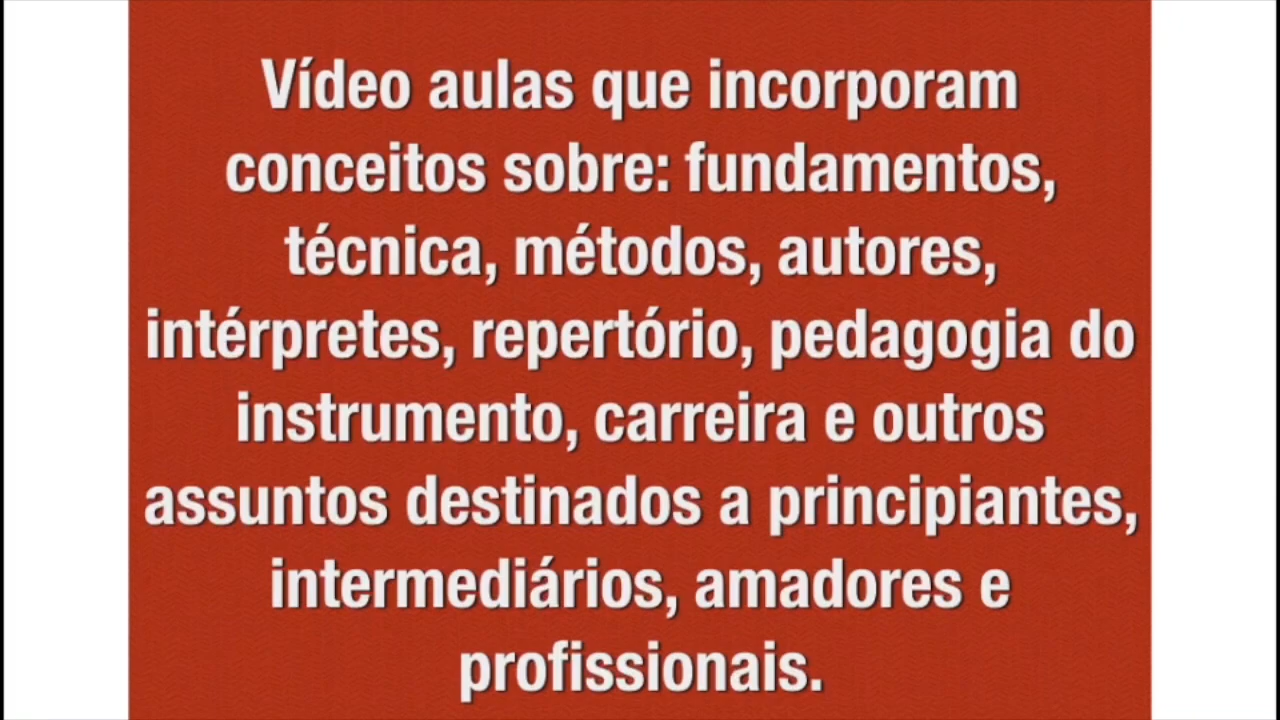 Vídeo aulas que incorporam
conceitos sobre: fundamentos,
técnica, métodos, autores,
intérpretes, repertório, pedagogia do
instrumento, carreira e outros
assuntos destinados a principiantes,
intermediários, amadores e
profissionais.